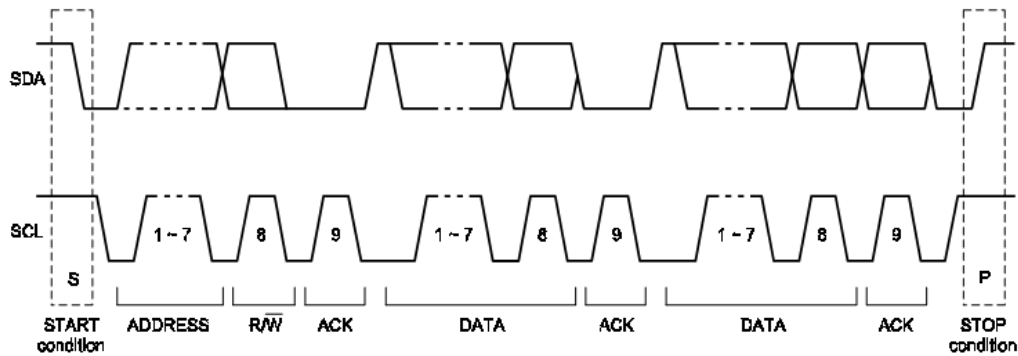 SDA
SCL
1 ~ 7
8
9
1 ~ 7
8
9
1 ~ 7
8
9
S
P
START
condition
ADDRESS
R/W̅
ACK
DATA
ACK
DATA
ACK
STOP
condition